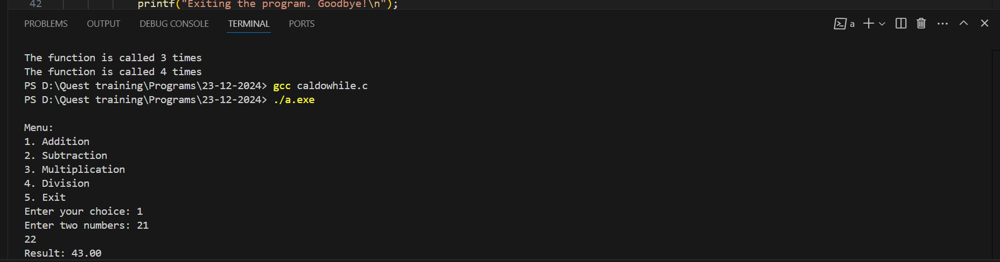 42 printf("Exiting the program. Goodbye!\n");
PROBLEMS OUTPUT DEBUG CONSOLE TERMINAL PORTS a
The function is called 3 times
The function is called 4 times
PS D:\Quest training\Programs\23-12-2024> gcc caldowhile.c
PS D:\Quest training\Programs\23-12-2024> ./a.exe
Menu:
1. Addition
2. Subtraction
3. Multiplication
4. Division
5. Exit
Enter your choice: 1
Enter two numbers: 21
22
Result: 43.00